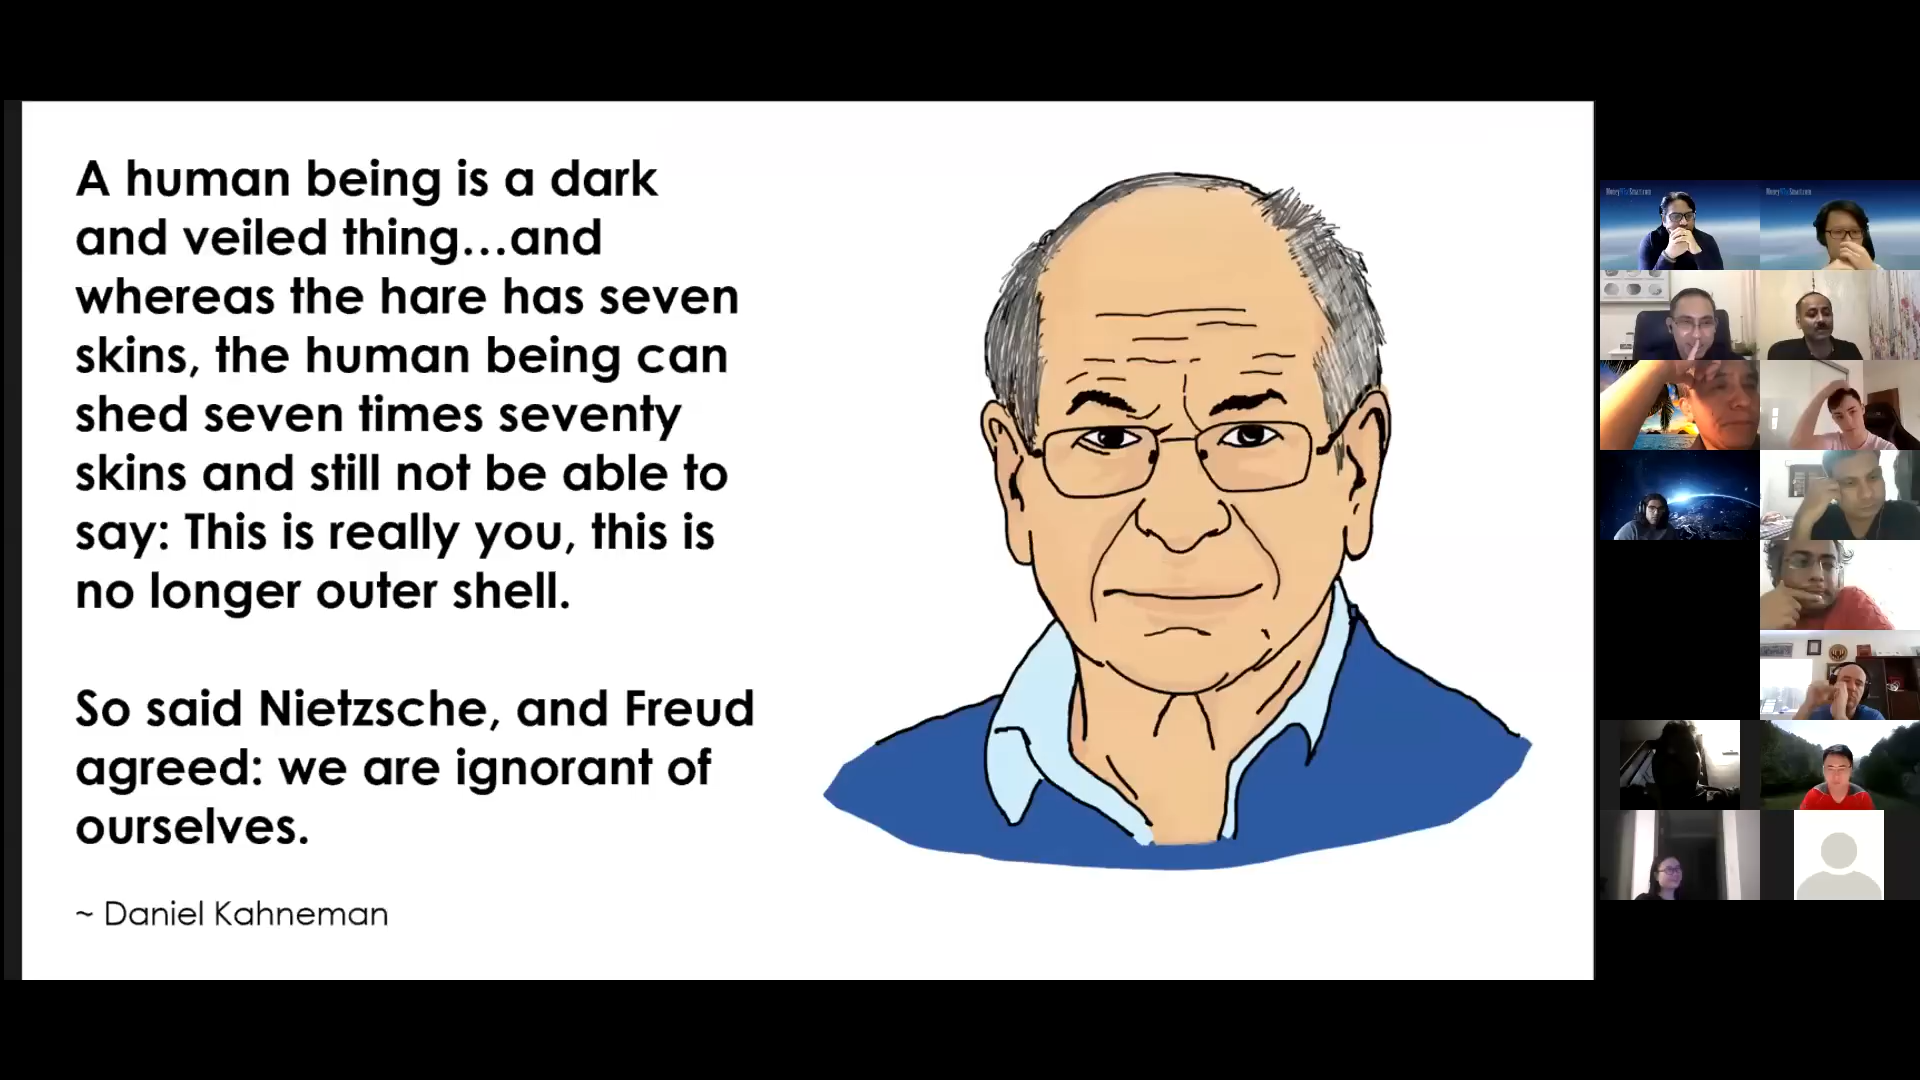 A human being is a dark
and veiled thing…and
whereas the hare has seven
skins, the human being can
shed seven times seventy
skins and still not be able to
say: This is really you, this is
no longer outer shell.
So said Nietzsche, and Freud
agreed: we are ignorant of
ourselves.
~ Daniel Kahneman